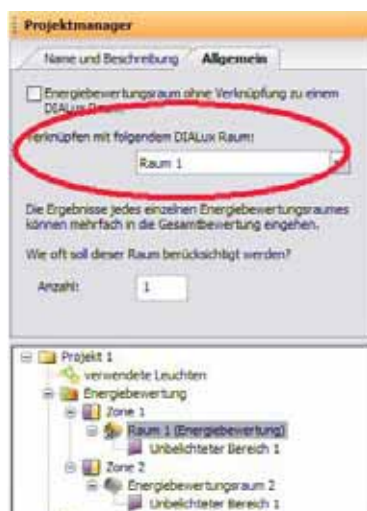 Projektmanager
Name und Beschreibung Allgemein
Energiebewertungsraum ohne Verknüpfung zu einem
DIALux Raum.
Verknüpfen mit folgendem DIALux Raum:
Raum 1
Die Ergebnisse jedes einzelnen Energiebewertungsraumes
können mehrfach in die Gesamtbewertung eingehen.
Wie oft soll dieser Raum berücksichtigt werden?
Anzahl: 1
Projekt 1
verwendete Leuchten
Energiebewertung
Zone 1
Raum 1 (Energiebewertung)
Unbelichteter Bereich 1
Zone 2
Energiebewertungsraum 2
Unbelichteter Bereich 1